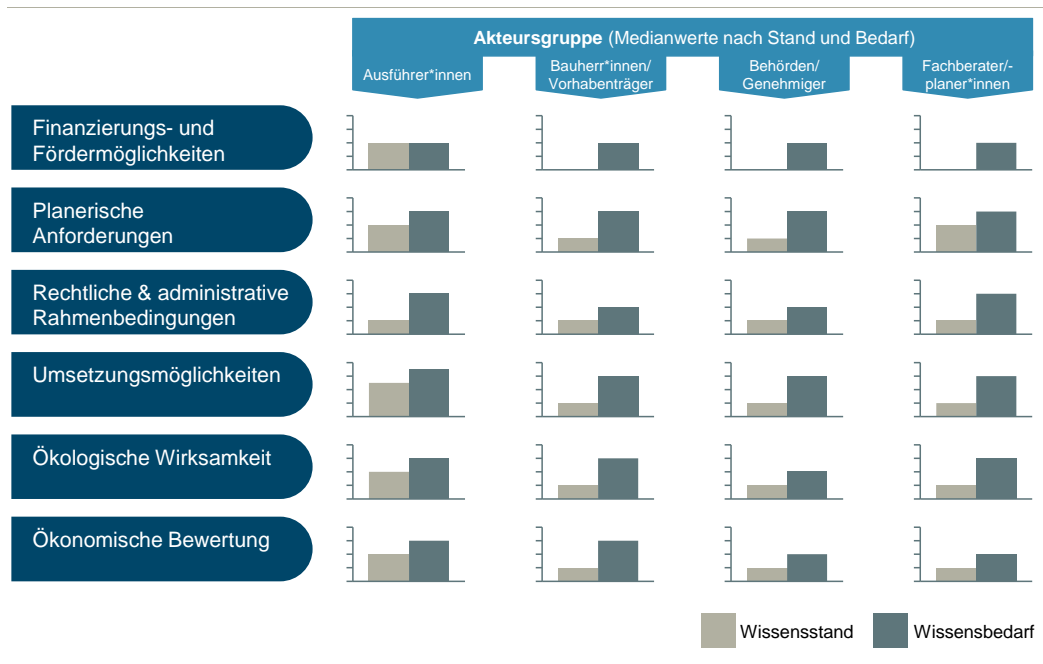 Akteursgruppe (Medianwerte nach Stand und Bedarf)
Ausführer*innen
Bauherr*innen/
Vorhabenträger
Behörden/
Genehmiger
Fachberater/-
planer*innen
Finanzierungs- und
Fördermöglichkeiten
Planerische
Anforderungen
Rechtliche & administrative
Rahmenbedingungen
Umsetzungsmöglichkeiten
Ökologische Wirksamkeit
Ökonomische Bewertung
Wissensstand
Wissensbedarf